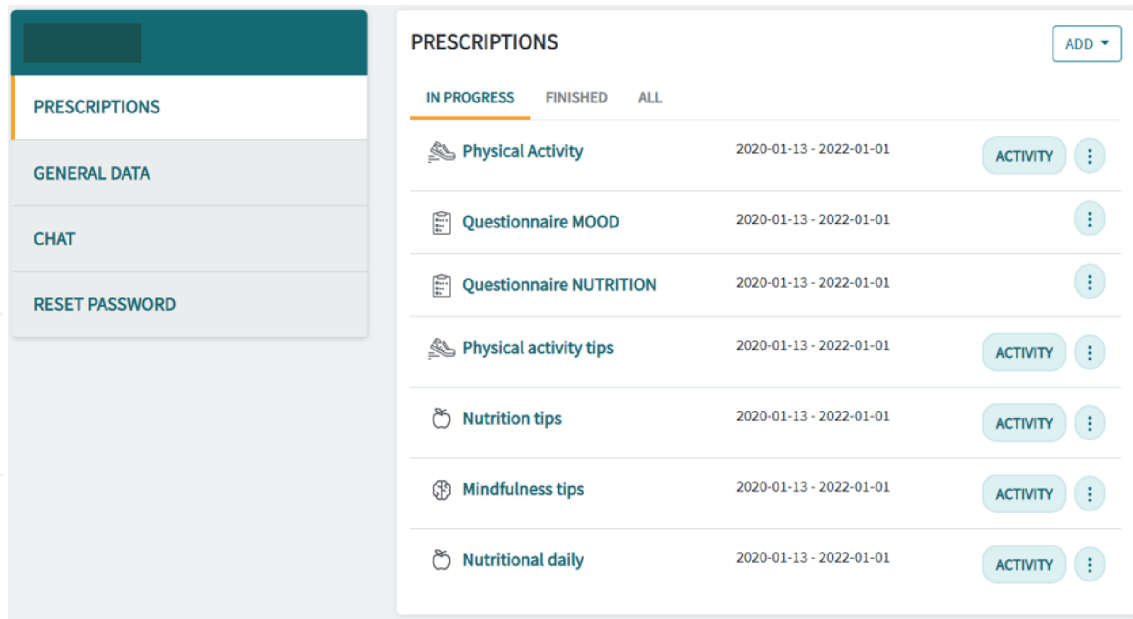 PRESCRIPTIONS
GENERAL DATA
CHAT
RESET PASSWORD
PRESCRIPTIONS
ADD
IN PROGRESS FINISHED ALL
Physical Activity 2020-01-13 - 2022-01-01 ACTIVITY
Questionnaire MOOD 2020-01-13 - 2022-01-01
Questionnaire NUTRITION 2020-01-13 - 2022-01-01
Physical activity tips 2020-01-13 - 2022-01-01 ACTIVITY
Nutrition tips 2020-01-13 - 2022-01-01 ACTIVITY
Mindfulness tips 2020-01-13 - 2022-01-01 ACTIVITY
Nutritional daily 2020-01-13 - 2022-01-01 ACTIVITY